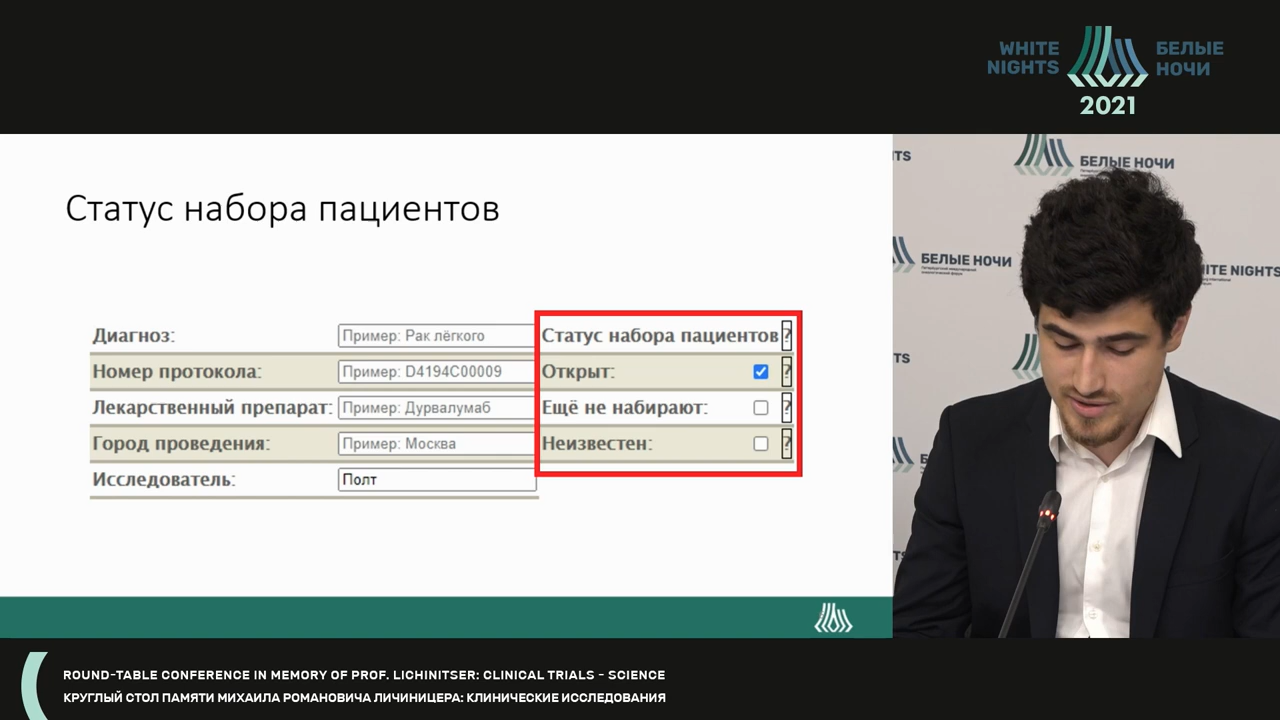 WHITE
NIGHTS
БЕЛЫЕ
НОЧИ
2021
Статус набора пациентов
Диагноз: Пример: Рак лёгкого Статус набора пациентов ?
Номер протокола: Пример: D4194C00009 Открыт: ?
Лекарственный препарат: Пример: Дурвалумаб Ещё не набирают: ?
Город проведения: Пример: Москва Неизвестен: ?
Исследователь: Полт
БЕЛЫЕ НОЧИ
БЕЛЫЕ НОЧИ
ITE NIGHTS
TS
TS
ROUND-TABLE CONFERENCE IN MEMORY OF PROF. LICHINITSER: CLINICAL TRIALS - SCIENCE
КРУГЛЫЙ СТОЛ ПАМЯТИ МИХАИЛА РОМАНОВИЧА ЛИЧИНИЦЕРА: КЛИНИЧЕСКИЕ ИССЛЕДОВАНИЯ